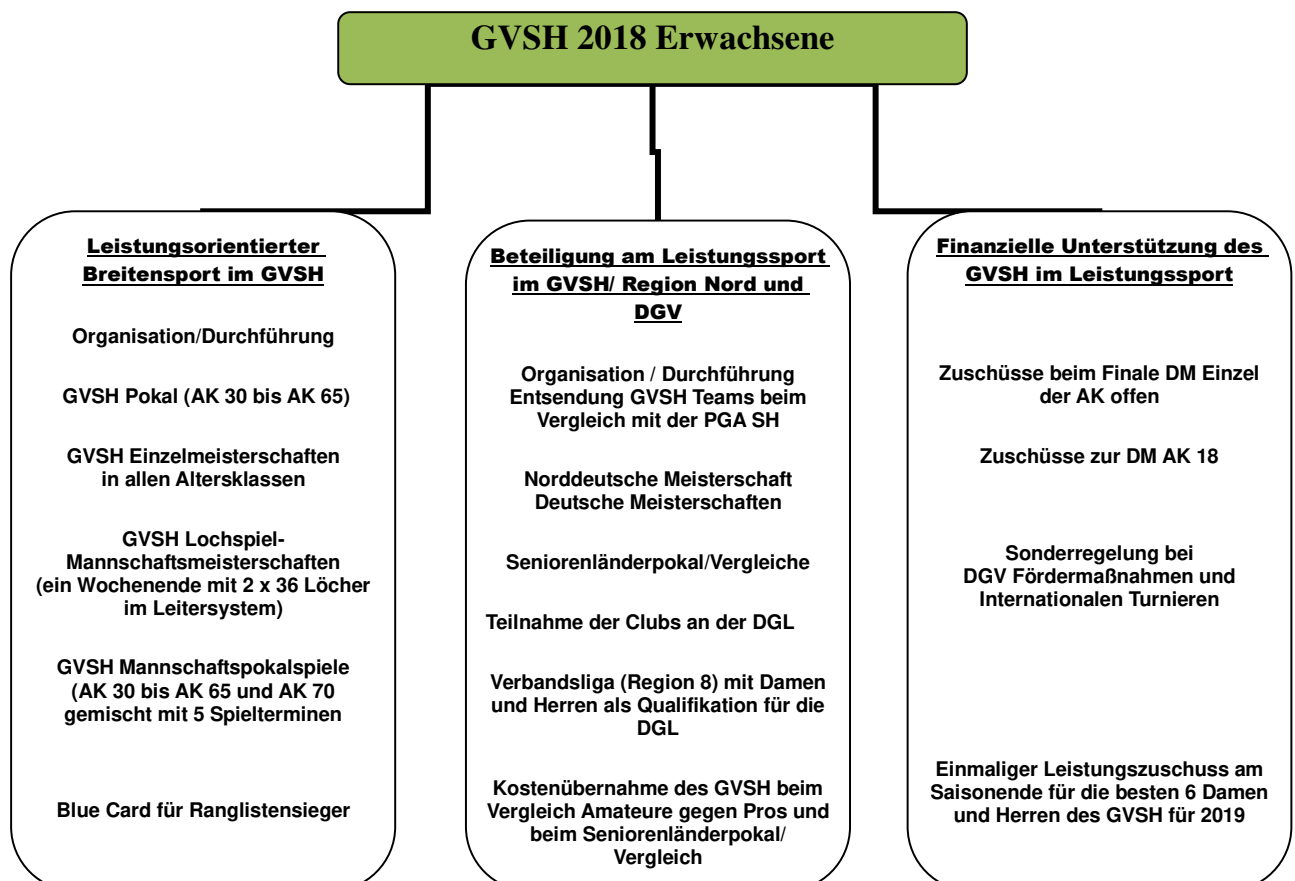 GVSH 2018 Erwachsene
Leistungsorientierter
Breitensport im GVSH
Organisation/Durchführung
GVSH Pokal (AK 30 bis AK 65)
GVSH Einzelmeisterschaften
in allen Altersklassen
GVSH Lochspiel-
Mannschaftsmeisterschaften
(ein Wochenende mit 2 x 36 Löcher
im Leitersystem)
GVSH Mannschaftspokalspiele
(AK 30 bis AK 65 und AK 70
gemischt mit 5 Spielterminen
Blue Card für Ranglistensieger
Beteiligung am Leistungssport
im GVSH/ Region Nord und
DGV
Organisation / Durchführung
Entsendung GVSH Teams beim
Vergleich mit der PGA SH
Norddeutsche Meisterschaft
Deutsche Meisterschaften
Seniorenländerpokal/Vergleiche
Teilnahme der Clubs an der DGL
Verbandsliga (Region 8) mit Damen
und Herren als Qualifikation für die
DGL
Kostenübernahme des GVSH beim
Vergleich Amateure gegen Pros und
beim Seniorenländerpokal/
Vergleich
Finanzielle Unterstützung des
GVSH im Leistungssport
Zuschüsse beim Finale DM Einzel
der AK offen
Zuschüsse zur DM AK 18
Sonderregelung bei
DGV Fördermaßnahmen und
Internationalen Turnieren
Einmaliger Leistungszuschuss am
Saisonende für die besten 6 Damen
und Herren des GVSH für 2019